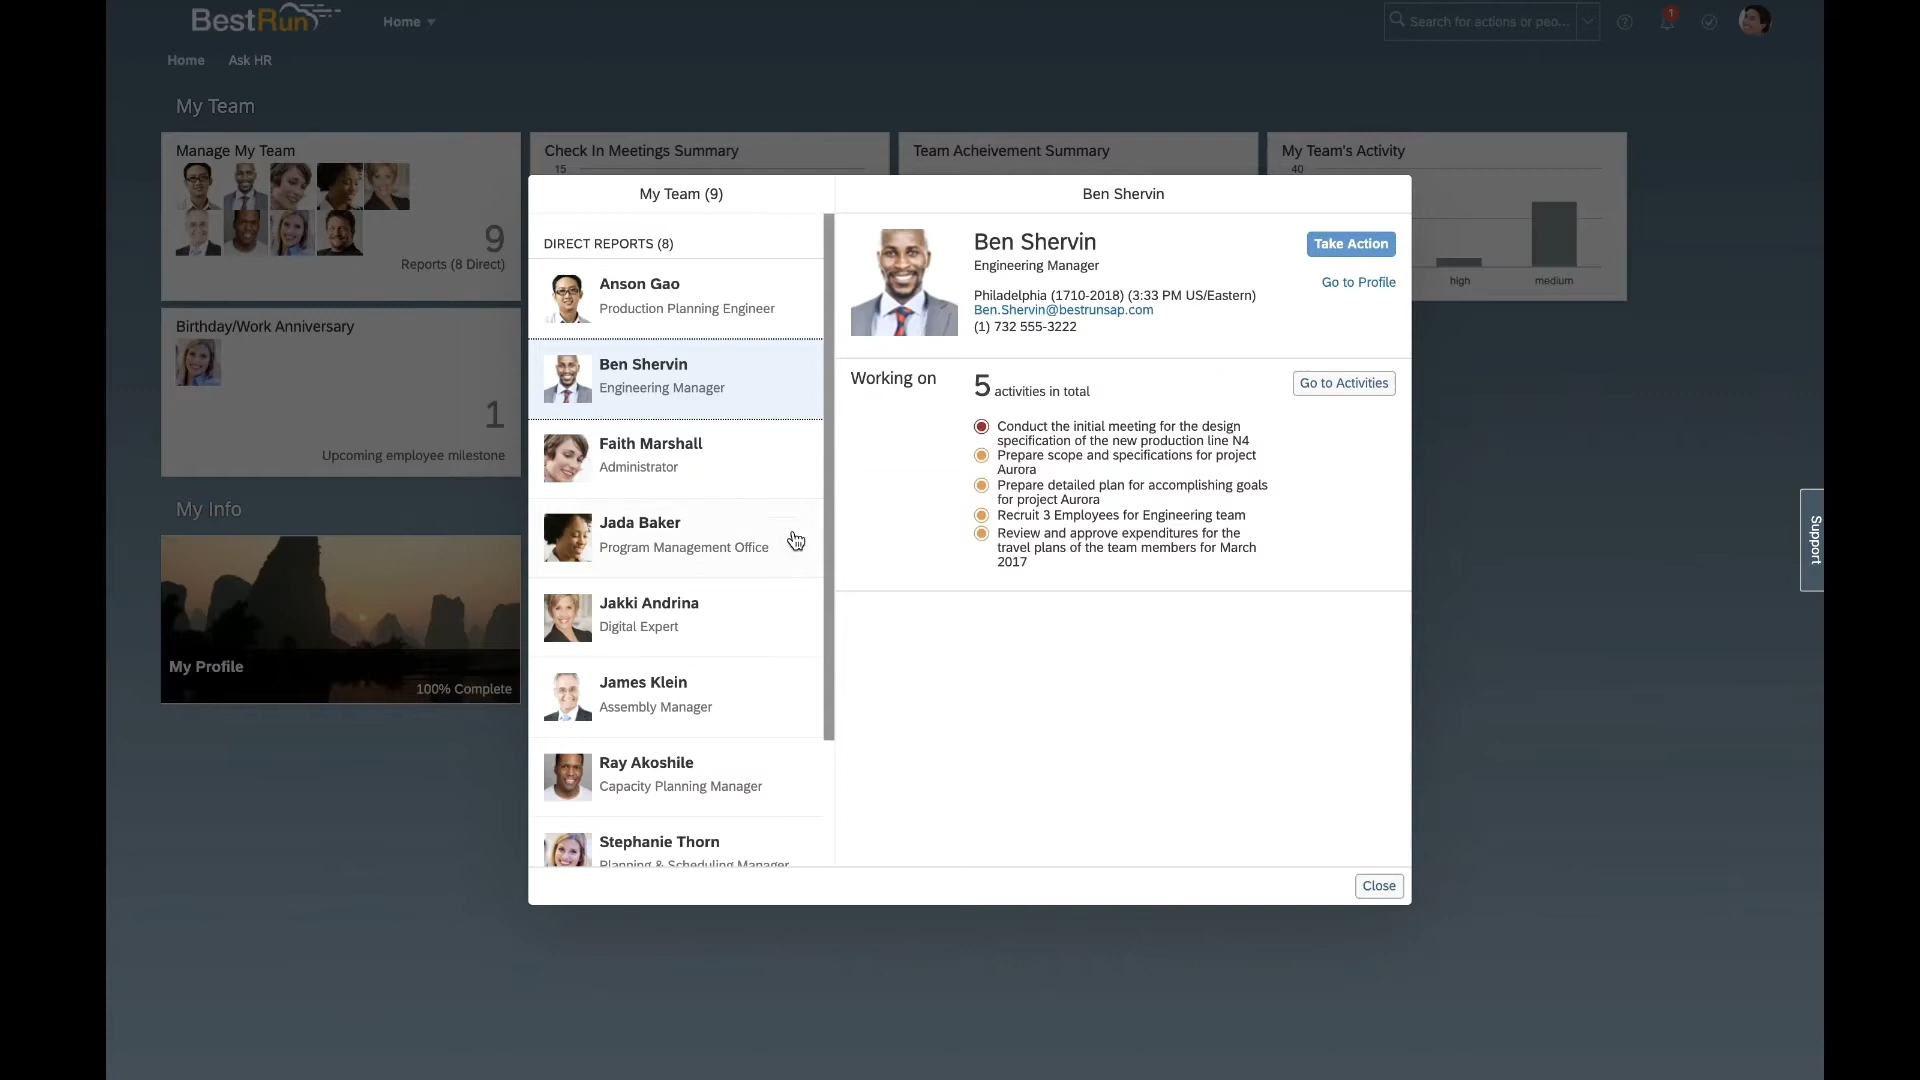 BestRun
Home
Search for actions or peo...
1
Home Ask HR
My Team
Manage My Team
9
Reports (8 Direct)
Check In Meetings Summary
15
Team Acheivement Summary
My Team's Activity
40
high
medium
Birthday/Work Anniversary
1
Upcoming employee milestone
My Info
My Profile
100% Complete
My Team (9)
DIRECT REPORTS (8)
Anson Gao
Production Planning Engineer
Ben Shervin
Engineering Manager
Faith Marshall
Administrator
Jada Baker
Program Management Office
Jakki Andrina
Digital Expert
James Klein
Assembly Manager
Ray Akoshile
Capacity Planning Manager
Stephanie Thorn
Planning & Scheduling Manager
Ben Shervin
Ben Shervin
Engineering Manager
Philadelphia (1710-2018) (3:33 PM US/Eastern)
Ben.Shervin@bestrunsap.com
(1) 732 555-3222
Take Action
Go to Profile
Working on
5 activities in total
Go to Activities
Conduct the initial meeting for the design
specification of the new production line N4
Prepare scope and specifications for project
Aurora
Prepare detailed plan for accomplishing goals
for project Aurora
Recruit 3 Employees for Engineering team
Review and approve expenditures for the
travel plans of the team members for March
2017
Close
Support